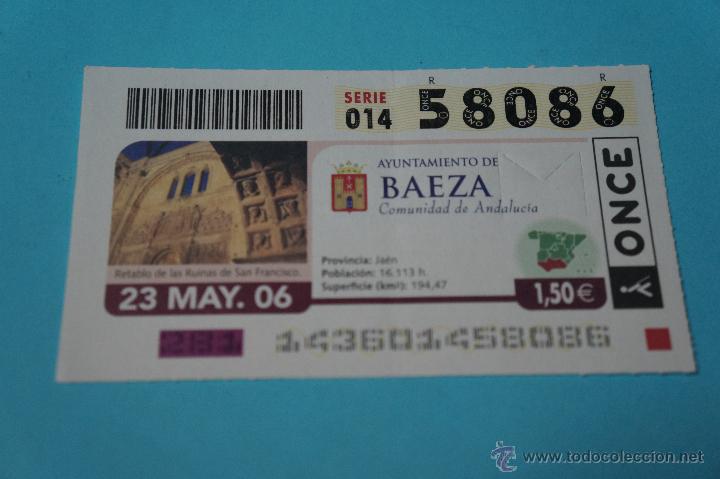 R R
SERIE
014
58086
AYUNTAMIENTO DE
BAEZA
Comunidad de Andalucía
ONCE
Retablo de las Ruinas de San Francisco.
Provincia: Jaén
Población: 16.113 h.
Superficie (km²): 194,47
23 MAY. 06
1,50€
281 143601458086
www.todocoleccion.net